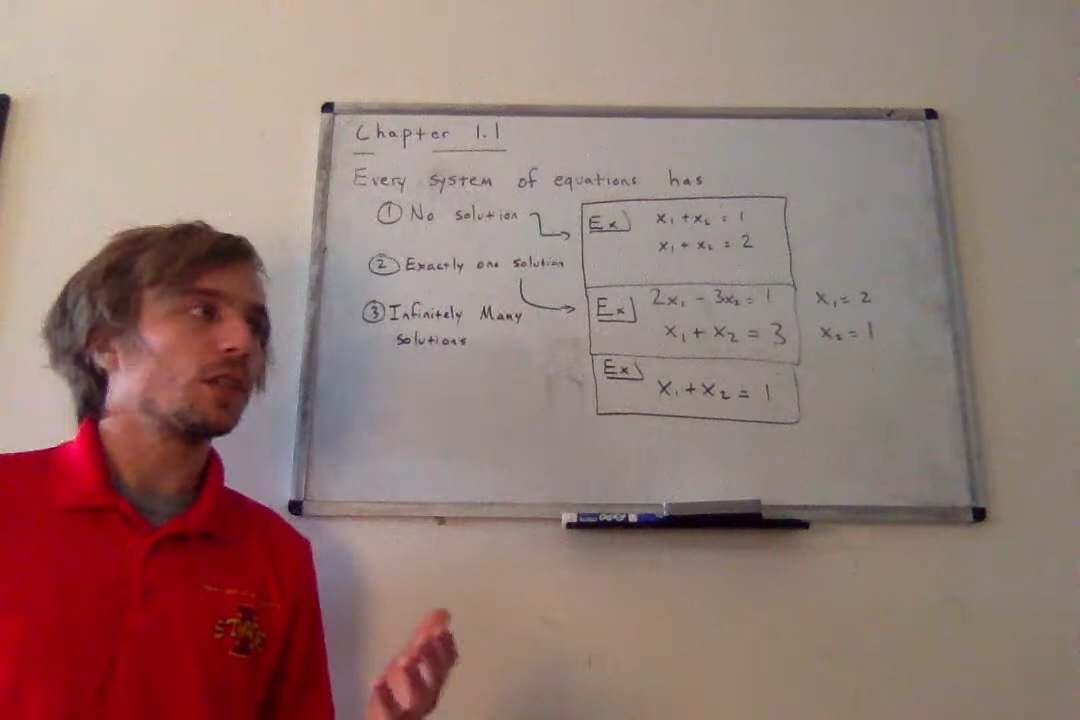 Chapter 1.1
Every system of equations has
① No solution
② Exactly one solution
③ Infinitely Many
solutions
Ex) x₁ + x₂ = 1
x₁ + x₂ = 2
Ex) 2x₁ - 3x₂ = 1 x₁ = 2
x₁ + x₂ = 3 x₂ = 1
Ex) x₁ + x₂ = 1
STATE